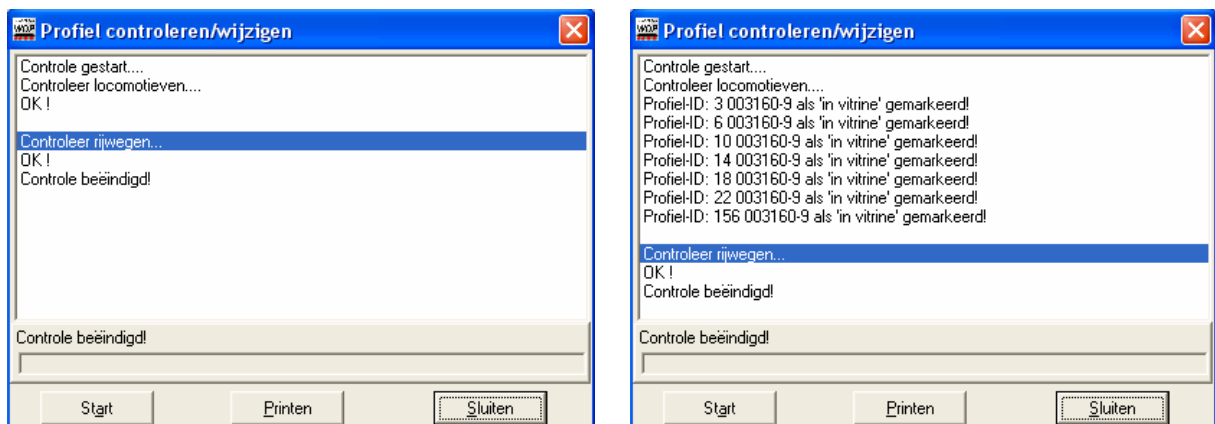 Profiel controleren/wijzigen
Controle gestart....
Controleer locomotieven....
OK !
Controleer rijwegen...
OK !
Controle beëindigd!
Controle beëindigd!
Start
Printen
Sluiten
Profiel controleren/wijzigen
Controle gestart....
Controleer locomotieven....
Profiel-ID: 3 003160-9 als 'in vitrine' gemarkeerd!
Profiel-ID: 6 003160-9 als 'in vitrine' gemarkeerd!
Profiel-ID: 10 003160-9 als 'in vitrine' gemarkeerd!
Profiel-ID: 14 003160-9 als 'in vitrine' gemarkeerd!
Profiel-ID: 18 003160-9 als 'in vitrine' gemarkeerd!
Profiel-ID: 22 003160-9 als 'in vitrine' gemarkeerd!
Profiel-ID: 156 003160-9 als 'in vitrine' gemarkeerd!
Controleer rijwegen...
OK !
Controle beëindigd!
Controle beëindigd!
Start
Printen
Sluiten